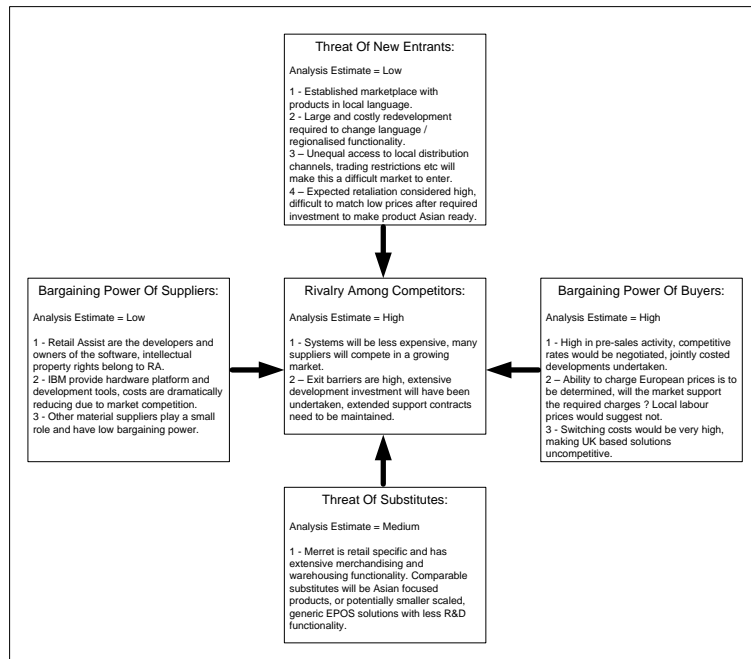 Threat Of New Entrants:
Analysis Estimate = Low
1 - Established marketplace with
products in local language.
2 - Large and costly redevelopment
required to change language /
regionalised functionality.
3 – Unequal access to local distribution
channels, trading restrictions etc will
make this a difficult market to enter.
4 – Expected retaliation considered high,
difficult to match low prices after required
investment to make product Asian ready.
Bargaining Power Of Suppliers:
Analysis Estimate = Low
1 - Retail Assist are the developers and
owners of the software, intellectual
property rights belong to RA.
2 - IBM provide hardware platform and
development tools, costs are dramatically
reducing due to market competition.
3 - Other material suppliers play a small
role and have low bargaining power.
Rivalry Among Competitors:
Analysis Estimate = High
1 - Systems will be less expensive, many
suppliers will compete in a growing
market.
2 – Exit barriers are high, extensive
development investment will have been
undertaken, extended support contracts
need to be maintained.
Bargaining Power Of Buyers:
Analysis Estimate = High
1 - High in pre-sales activity, competitive
rates would be negotiated, jointly costed
developments undertaken.
2 – Ability to charge European prices is to
be determined, will the market support
the required charges ? Local labour
prices would suggest not.
3 - Switching costs would be very high,
making UK based solutions
uncompetitive.
Threat Of Substitutes:
Analysis Estimate = Medium
1 - Merret is retail specific and has
extensive merchandising and
warehousing functionality. Comparable
substitutes will be Asian focused
products, or potentially smaller scaled,
generic EPOS solutions with less R&D
functionality.